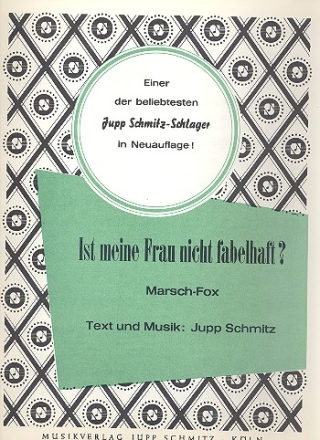 Einer
der beliebtesten
Jupp Schmitz-Schlager
in Neuauflage!
Ist meine Frau nicht fabelhaft?
Marsch-Fox
Text und Musik: Jupp Schmitz
MUSIKVERLAG JUPP SCHMITZ · KÖLN